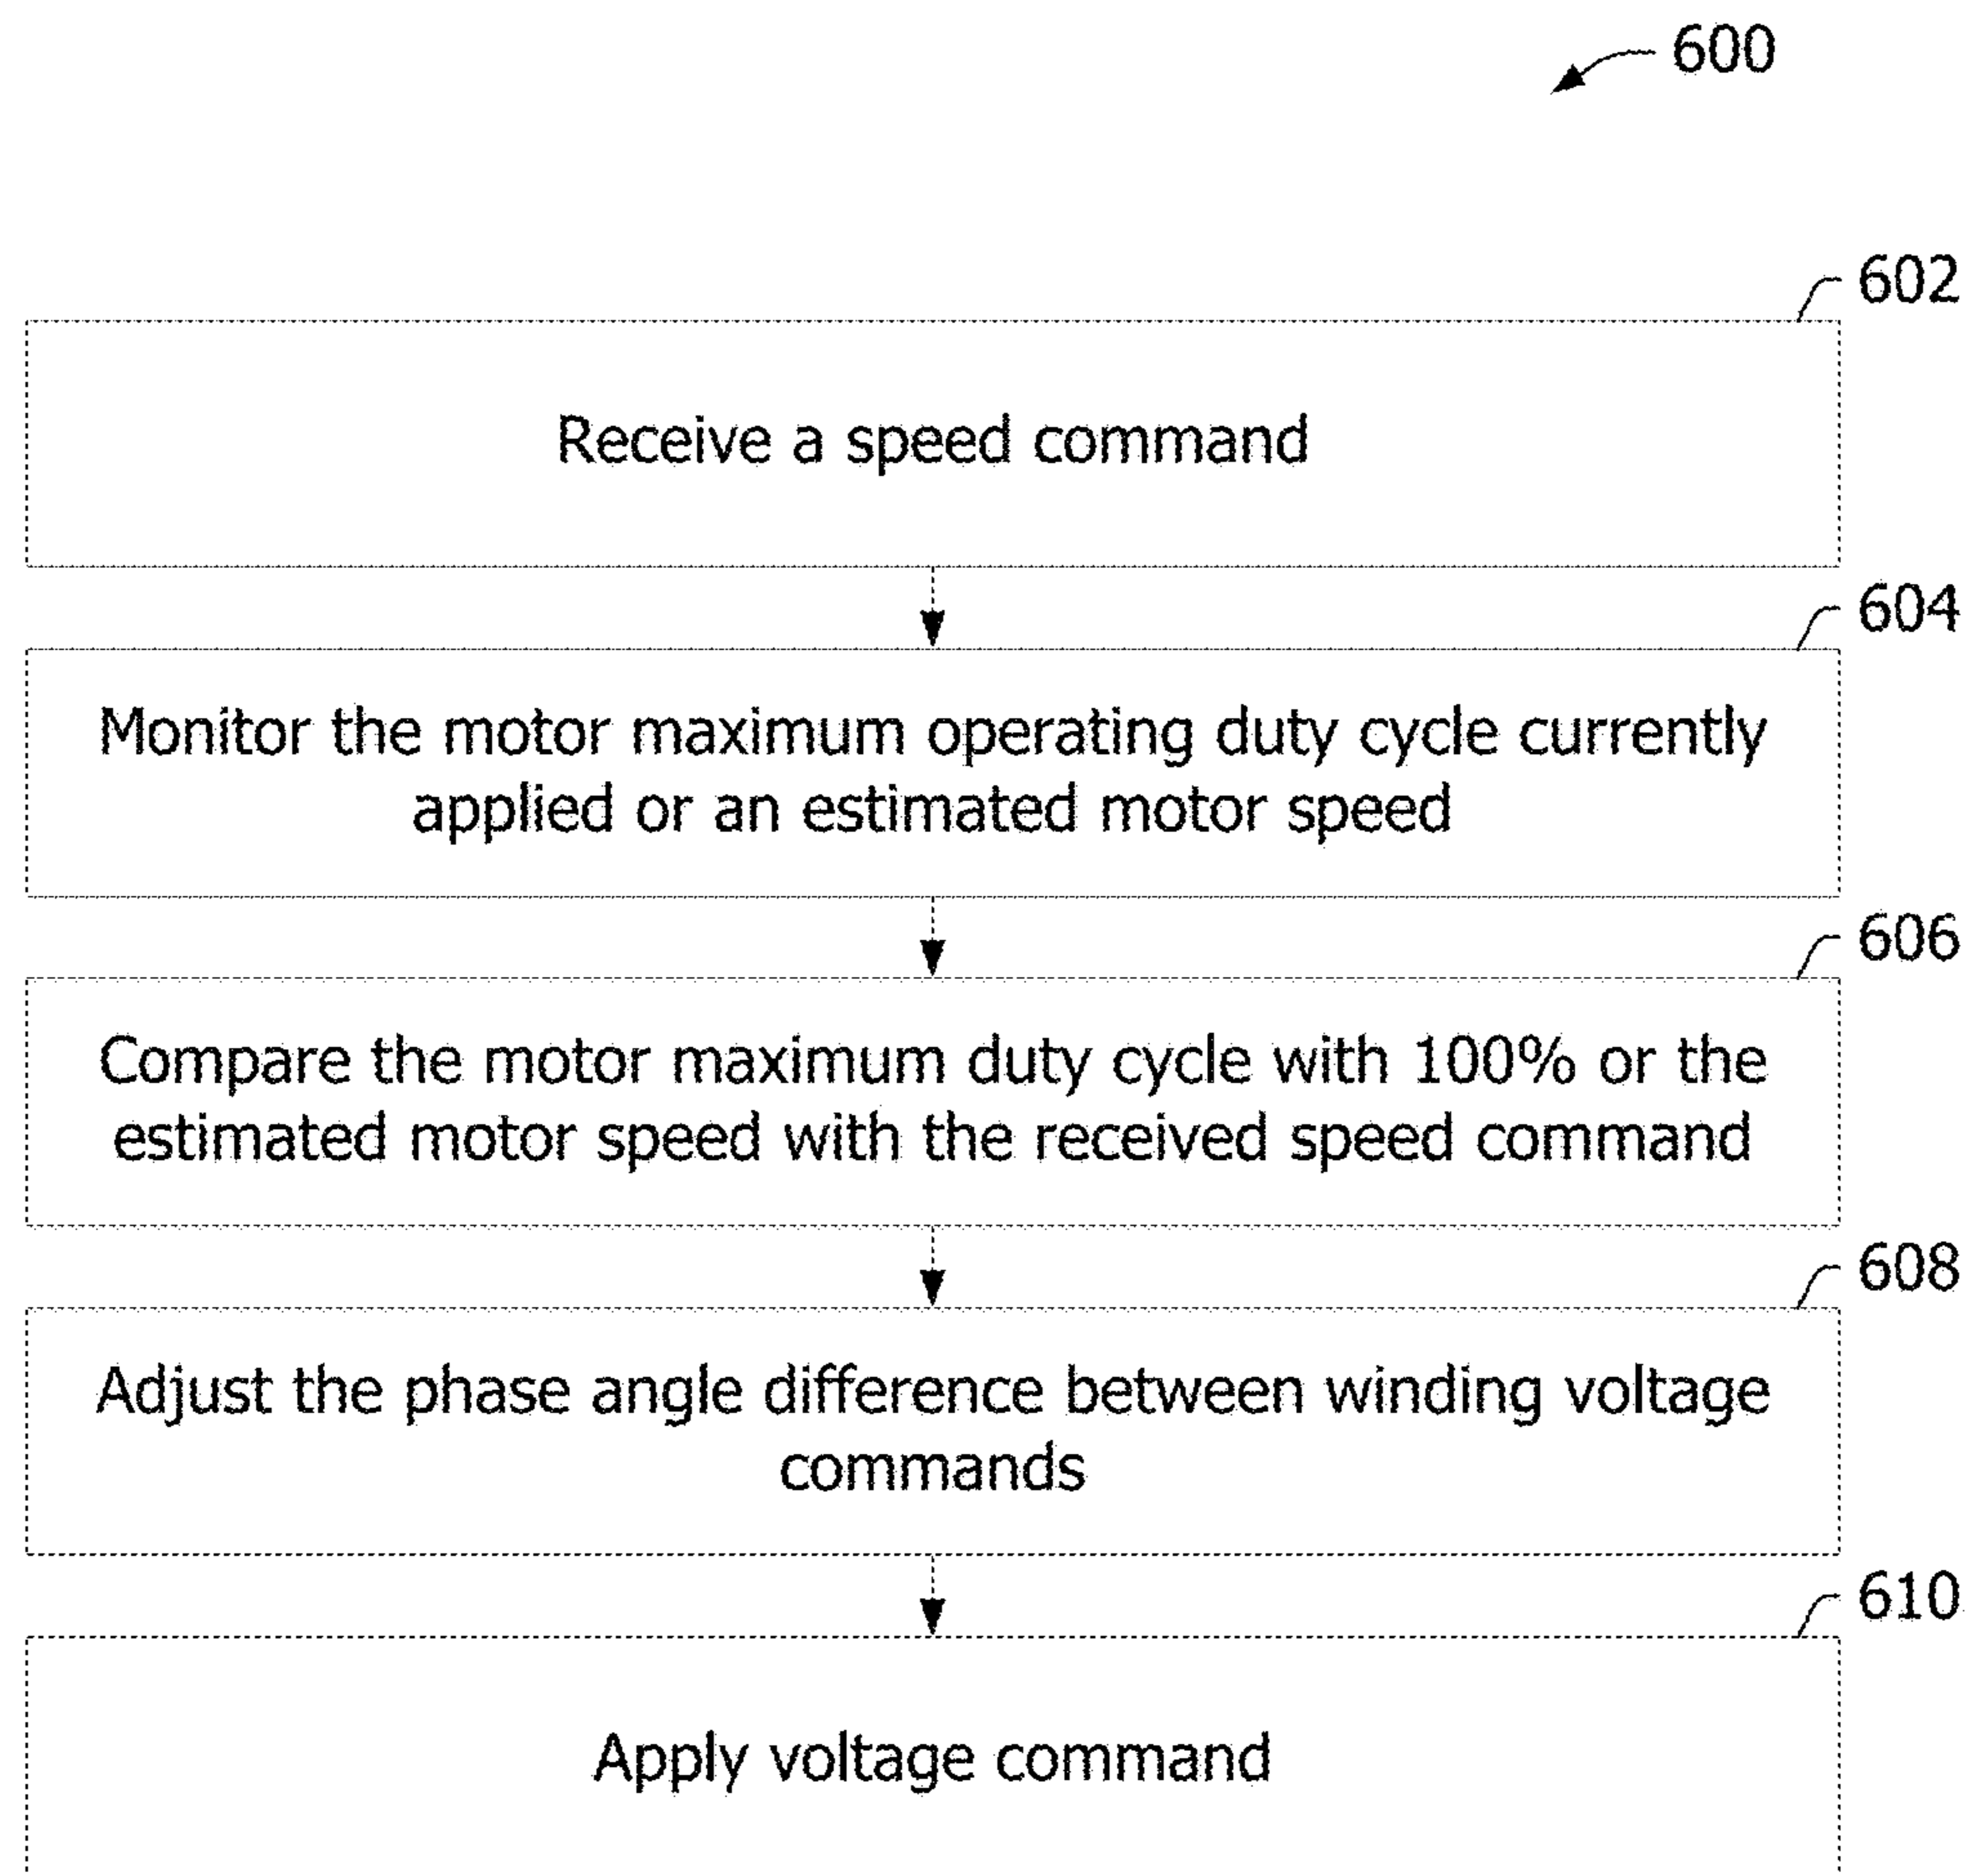 600
602
Receive a speed command
604
Monitor the motor maximum operating duty cycle currently
applied or an estimated motor speed
606
Compare the motor maximum duty cycle with 100% or the
estimated motor speed with the received speed command
608
Adjust the phase angle difference between winding voltage
commands
610
Apply voltage command